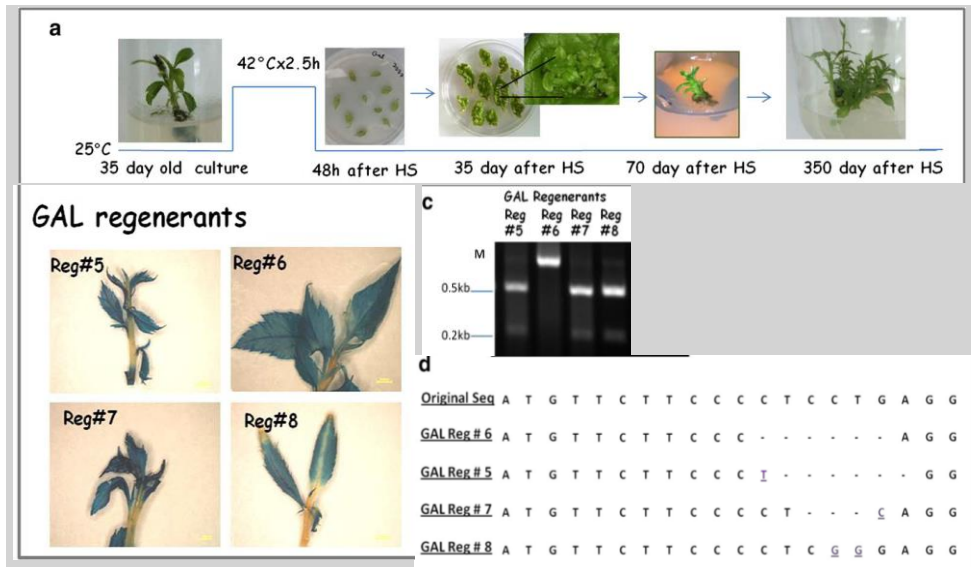 a
42°Cx2.5h
25°C
35 day old culture
48h after HS
35 day after HS
70 day after HS
350 day after HS
GAL regenerants
Reg#5
Reg#6
Reg#7
Reg#8
c
GAL Regenerants
Reg Reg Reg Reg
#5 #6 #7 #8
M
0.5kb
0.2kb
d
Original Seq A T G T T C T T C C C C T C C T G A G G
GAL Reg # 6 A T G T T C T T C C C - - - - - - A G G
GAL Reg # 5 A T G T T C T T C C C T - - - - - - G G
GAL Reg # 7 A T G T T C T T C C C C T - - - C A G G
GAL Reg # 8 A T G T T C T T C C C C T C G G G A G G